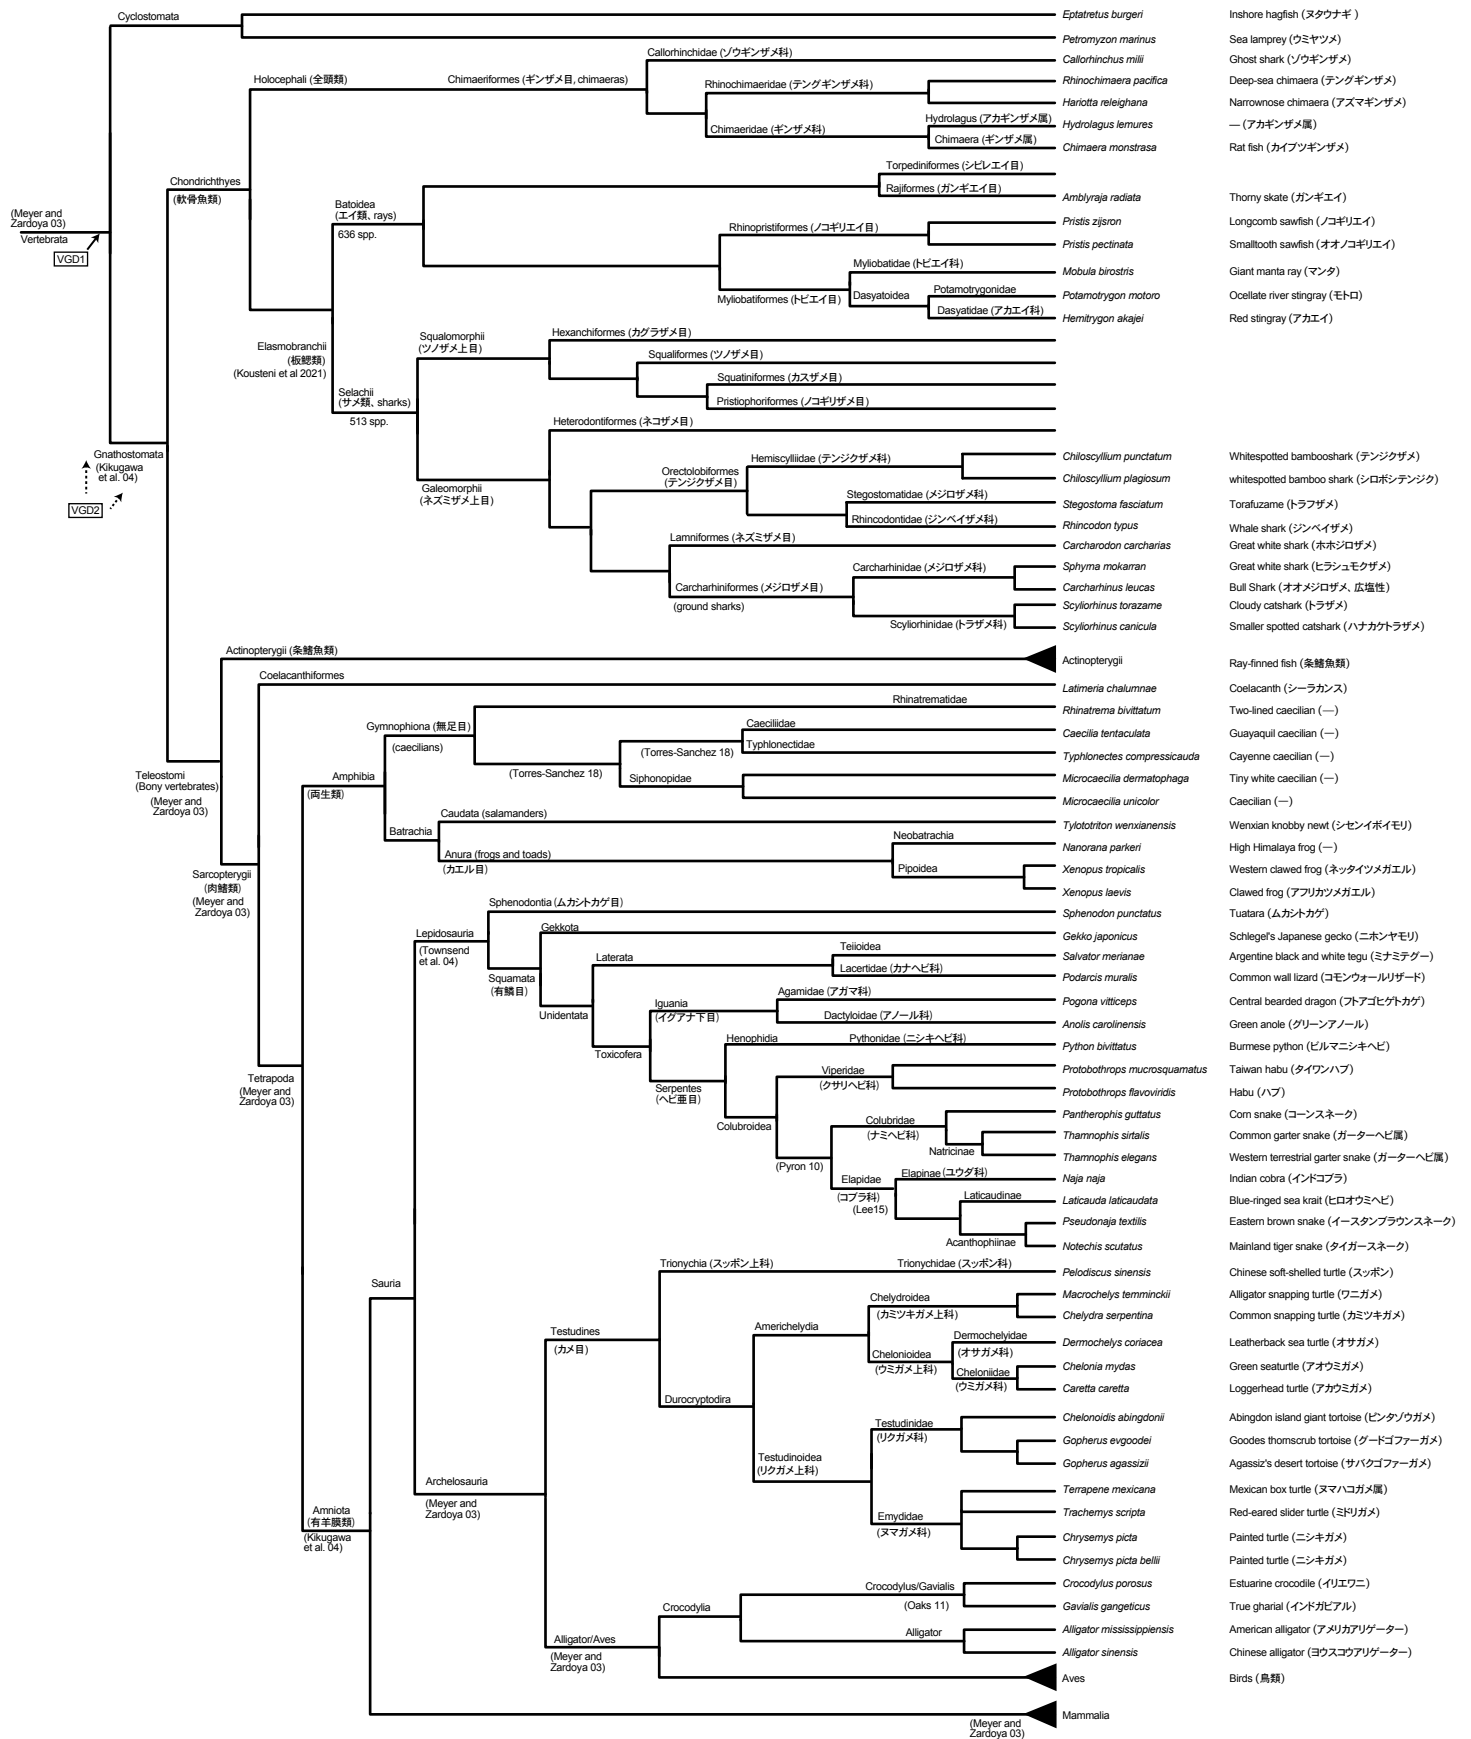 Cyclostomata
Eptatretus burgeri Inshore hagfish (ヌタウナギ )
Petromyzon marinus Sea lamprey (ウミヤツメ)
Callorhinchidae (ゾウギンザメ科)
Callorhinchus milii Ghost shark (ゾウギンザメ)
Holocephali (全頭類) Chimaeriformes (ギンザメ目, chimaeras)
Rhinochimaeridae (テングギンザメ科)
Rhinochimaera pacifica Deep-sea chimaera (テングギンザメ)
Hariotta releighana Narrownose chimaera (アズマギンザメ)
Chimaeridae (ギンザメ科)
Hydrolagus (アカギンザメ属)
Hydrolagus lemures — (アカギンザメ属)
Chimaera (ギンザメ属)
Chimaera monstrasa Rat fish (カイブツギンザメ)
Chondrichthyes
(軟骨魚類)
Torpediniformes (シビレエイ目)
Rajiformes (ガンギエイ目)
Amblyraja radiata Thorny skate (ガンギエイ)
Batoidea
(エイ類、rays)
636 spp.
(Meyer and
Zardoya 03)
Vertebrata
VGD1
Rhinopristiformes (ノコギリエイ目)
Pristis zijsron Longcomb sawfish (ノコギリエイ)
Pristis pectinata Smalltooth sawfish (オオノコギリエイ)
Myliobatidae (トビエイ科)
Mobula birostris Giant manta ray (マンタ)
Myliobatiformes (トビエイ目)
Dasyatoidea
Potamotrygonidae
Potamotrygon motoro Ocellate river stingray (モトロ)
Dasyatidae (アカエイ科)
Hemitrygon akajei Red stingray (アカエイ)
Elasmobranchii
(板鰓類)
(Kousteni et al 2021)
Squalomorphii
(ツノザメ上目)
Hexanchiformes (カグラザメ目)
Squaliformes (ツノザメ目)
Squatiniformes (カスザメ目)
Pristiophoriformes (ノコギリザメ目)
Selachii
(サメ類、sharks)
513 spp.
Heterodontiformes (ネコザメ目)
Gnathostomata
(Kikugawa
et al. 04)
VGD2
Galeomorphii
(ネズミザメ上目)
Orectolobiformes
(テンジクザメ目)
Hemiscylliidae (テンジクザメ科)
Chiloscyllium punctatum Whitespotted bambooshark (テンジクザメ)
Chiloscyllium plagiosum whitespotted bamboo shark (シロボシテンジク)
Stegostomatidae (メジロザメ科)
Stegostoma fasciatum Torafuzame (トラフザメ)
Rhincodontidae (ジンベイザメ科)
Rhincodon typus Whale shark (ジンベイザメ)
Lamniformes (ネズミザメ目)
Carcharodon carcharias Great white shark (ホホジロザメ)
Carcharhiniformes (メジロザメ目)
(ground sharks)
Carcharhinidae (メジロザメ科)
Sphyrna mokarran Great white shark (ヒラシュモクザメ)
Carcharhinus leucas Bull Shark (オオメジロザメ、広塩性)
Scyliorhinus torazame Cloudy catshark (トラザメ)
Scyliorhinidae (トラザメ科)
Scyliorhinus canicula Smaller spotted catshark (ハナカケトラザメ)
Actinopterygii (条鰭魚類)
Actinopterygii Ray-finned fish (条鰭魚類)
Coelacanthiformes
Latimeria chalumnae Coelacanth (シーラカンス)
Teleostomi
(Bony vertebrates)
(Meyer and
Zardoya 03)
Gymnophiona (無足目)
(caecilians)
Rhinatrematidae
Rhinatrema bivittatum Two-lined caecilian (—)
(Torres-Sanchez 18)
(Torres-Sanchez 18)
Caeciliidae
Caecilia tentaculata Guayaquil caecilian (—)
Typhlonectidae
Typhlonectes compressicauda Cayenne caecilian (—)
Siphonopidae
Microcaecilia dermatophaga Tiny white caecilian (—)
Microcaecilia unicolor Caecilian (—)
Amphibia
(両生類)
Batrachia
Caudata (salamanders)
Tylototriton wenxianensis Wenxian knobby newt (シセンイボイモリ)
Anura (frogs and toads)
(カエル目)
Neobatrachia
Nanorana parkeri High Himalaya frog (—)
Pipoidea
Xenopus tropicalis Western clawed frog (ネッタイツメガエル)
Xenopus laevis Clawed frog (アフリカツメガエル)
Sarcopterygii
(肉鰭類)
(Meyer and
Zardoya 03)
Sphenodontia (ムカシトカゲ目)
Sphenodon punctatus Tuatara (ムカシトカゲ)
Lepidosauria
(Townsend
et al. 04)
Squamata
(有鱗目)
Gekkota
Gekko japonicus Schlegel's Japanese gecko (ニホンヤモリ)
Unidentata
Laterata
Teiioidea
Salvator merianae Argentine black and white tegu (ミナミテグー)
Lacertidae (カナヘビ科)
Podarcis muralis Common wall lizard (コモンウォールリザード)
Toxicofera
Iguania
(イグアナ下目)
Agamidae (アガマ科)
Pogona vitticeps Central bearded dragon (フトアゴヒゲトカゲ)
Dactyloidae (アノール科)
Anolis carolinensis Green anole (グリーンアノール)
Tetrapoda
(Meyer and
Zardoya 03)
Serpentes
(ヘビ亜目)
Henophidia Pythonidae (ニシキヘビ科)
Python bivittatus Burmese python (ビルマニシキヘビ)
Colubroidea
Viperidae
(クサリヘビ科)
Protobothrops mucrosquamatus Taiwan habu (タイワンハブ)
Protobothrops flavoviridis Habu (ハブ)
(Pyron 10)
Colubridae
(ナミヘビ科)
Pantherophis guttatus Corn snake (コーンスネーク)
Natricinae
Thamnophis sirtalis Common garter snake (ガーターヘビ属)
Thamnophis elegans Western terrestrial garter snake (ガーターヘビ属)
Elapidae
(コブラ科)
(Lee15)
Elapinae (ユウダ科)
Naja naja Indian cobra (インドコブラ)
Laticaudinae
Laticauda laticaudata Blue-ringed sea krait (ヒロオウミヘビ)
Acanthophiinae
Pseudonaja textilis Eastern brown snake (イースタンブラウンスネーク)
Notechis scutatus Mainland tiger snake (タイガースネーク)
Sauria
Trionychia (スッポン上科) Trionychidae (スッポン科)
Pelodiscus sinensis Chinese soft-shelled turtle (スッポン)
Testudines
(カメ目)
Americhelydia
Chelydroidea
(カミツキガメ上科)
Macrochelys temminckii Alligator snapping turtle (ワニガメ)
Chelydra serpentina Common snapping turtle (カミツキガメ)
Chelonioidea
(ウミガメ上科)
Dermochelyidae
(オサガメ科)
Dermochelys coriacea Leatherback sea turtle (オサガメ)
Cheloniidae
(ウミガメ科)
Chelonia mydas Green seaturtle (アオウミガメ)
Caretta caretta Loggerhead turtle (アカウミガメ)
Durocryptodira
Testudinoidea
(リクガメ上科)
Testudinidae
(リクガメ科)
Chelonoidis abingdonii Abingdon island giant tortoise (ピンタゾウガメ)
Gopherus evgoodei Goodes thornscrub tortoise (グードゴファーガメ)
Gopherus agassizii Agassiz's desert tortoise (サバクゴファーガメ)
Archelosauria
(Meyer and
Zardoya 03)
Emydidae
(ヌマガメ科)
Terrapene mexicana Mexican box turtle (ヌマハコガメ属)
Trachemys scripta Red-eared slider turtle (ミドリガメ)
Chrysemys picta Painted turtle (ニシキガメ)
Chrysemys picta bellii Painted turtle (ニシキガメ)
Amniota
(有羊膜類)
(Kikugawa
et al. 04)
Crocodylia
Crocodylus/Gavialis
(Oaks 11)
Crocodylus porosus Estuarine crocodile (イリエワニ)
Gavialis gangeticus True gharial (インドガビアル)
Alligator
Alligator mississippiensis American alligator (アメリカアリゲーター)
Alligator sinensis Chinese alligator (ヨウスコウアリゲーター)
Alligator/Aves
(Meyer and
Zardoya 03)
Aves Birds (鳥類)
Mammalia
(Meyer and
Zardoya 03)